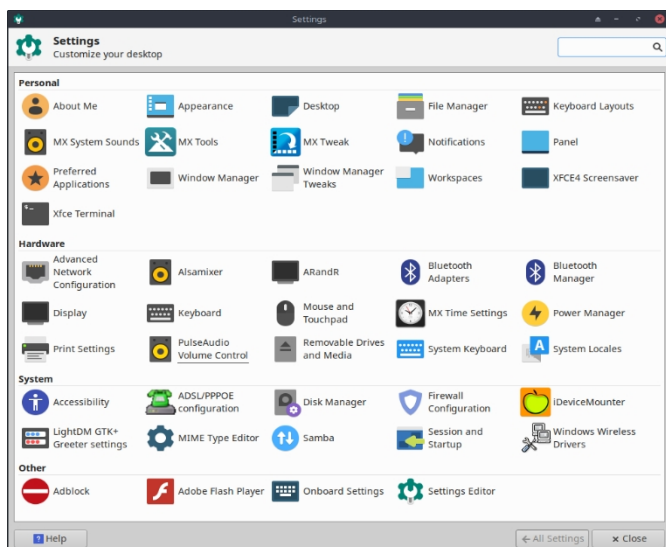 Settings
Settings
Customize your desktop
Personal
About Me
Appearance
Desktop
File Manager
Keyboard Layouts
MX System Sounds
MX Tools
MX Tweak
Notifications
Panel
Preferred
Applications
Window Manager
Window Manager
Tweaks
Workspaces
XFCE4 Screensaver
Xfce Terminal
Hardware
Advanced
Network
Configuration
Alsamixer
ARandR
Bluetooth
Adapters
Bluetooth
Manager
Display
Keyboard
Mouse and
Touchpad
MX Time Settings
Power Manager
Print Settings
PulseAudio
Volume Control
Removable Drives
and Media
System Keyboard
System Locales
System
Accessibility
ADSL/PPPOE
configuration
Disk Manager
Firewall
Configuration
iDeviceMounter
LightDM GTK+
Greeter settings
MIME Type Editor
Samba
Session and
Startup
Windows Wireless
Drivers
Other
Adblock
Adobe Flash Player
Onboard Settings
Settings Editor
Help
All Settings
Close